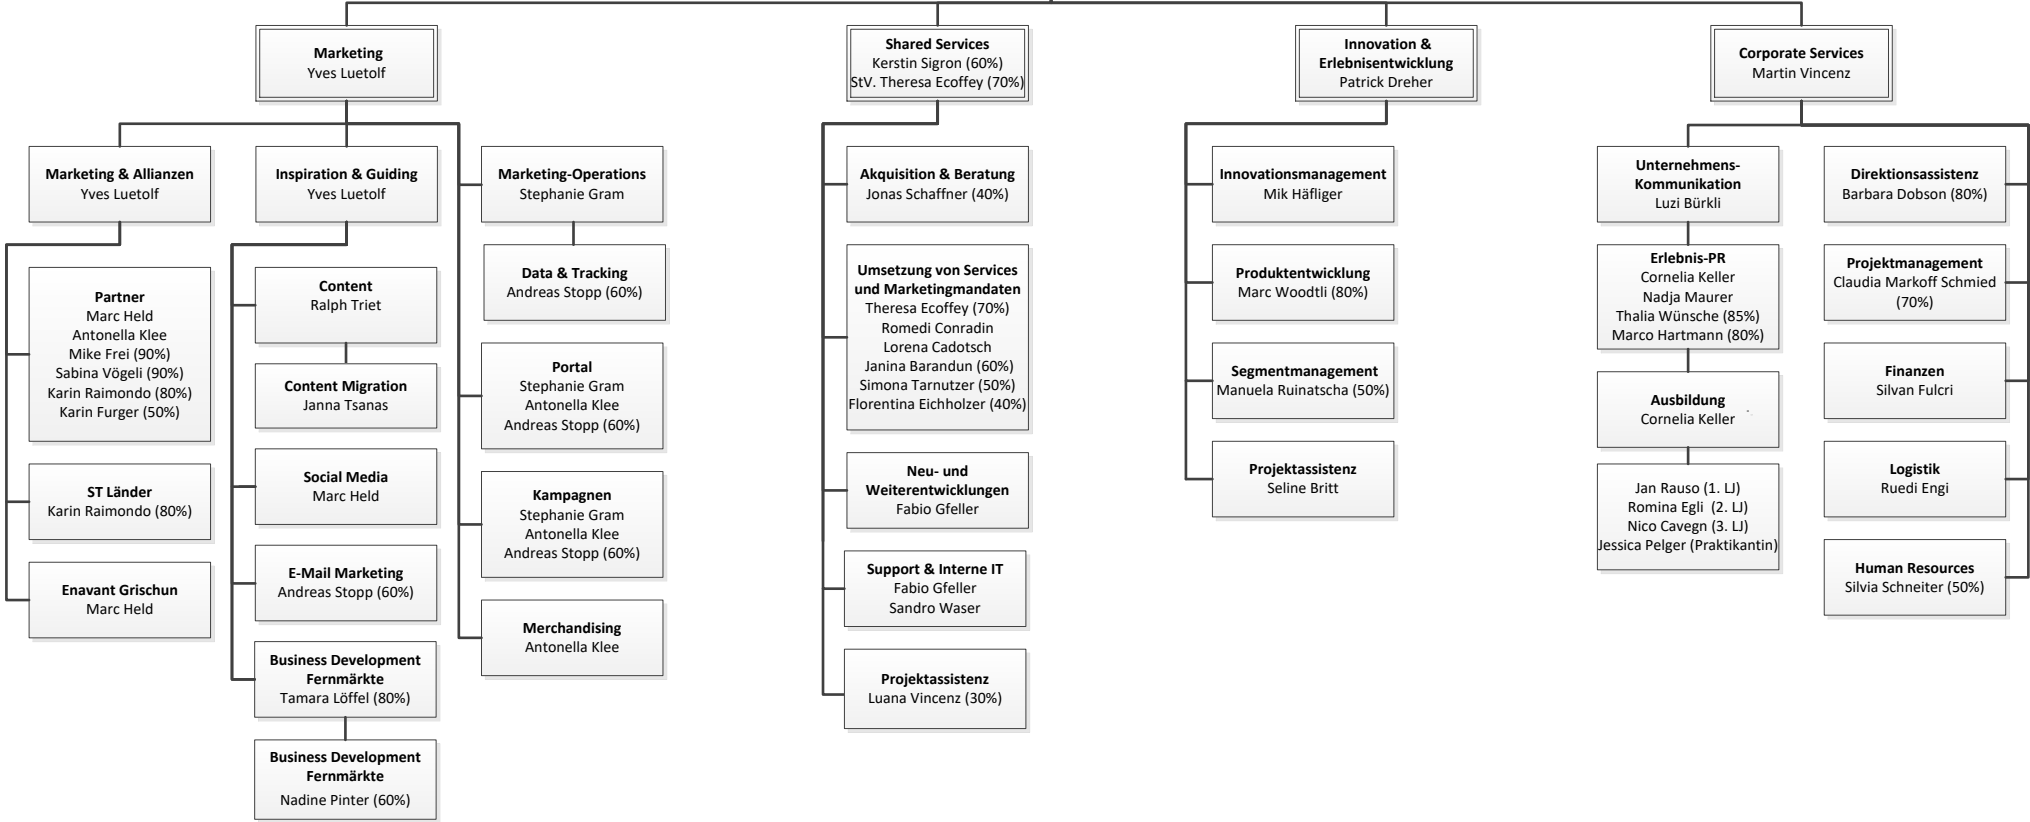 Marketing
Yves Luetolf
Shared Services
Kerstin Sigron (60%)
StV. Theresa Ecoffey (70%)
Innovation &
Erlebnisentwicklung
Patrick Dreher
Corporate Services
Martin Vincenz
Marketing & Allianzen
Yves Luetolf
Partner
Marc Held
Antonella Klee
Mike Frei (90%)
Sabina Vögeli (90%)
Karin Raimondo (80%)
Karin Furger (50%)
ST Länder
Karin Raimondo (80%)
Enavant Grischun
Marc Held
Inspiration & Guiding
Yves Luetolf
Content
Ralph Triet
Content Migration
Janna Tsanas
Social Media
Marc Held
E-Mail Marketing
Andreas Stopp (60%)
Business Development
Fernmärkte
Tamara Löffel (80%)
Business Development
Fernmärkte
Nadine Pinter (60%)
Marketing-Operations
Stephanie Gram
Data & Tracking
Andreas Stopp (60%)
Portal
Stephanie Gram
Antonella Klee
Andreas Stopp (60%)
Kampagnen
Stephanie Gram
Antonella Klee
Andreas Stopp (60%)
Merchandising
Antonella Klee
Akquisition & Beratung
Jonas Schaffner (40%)
Umsetzung von Services
und Marketingmandaten
Theresa Ecoffey (70%)
Romedi Conradin
Lorena Cadotsch
Janina Barandun (60%)
Simona Tarnutzer (50%)
Florentina Eichholzer (40%)
Neu- und
Weiterentwicklungen
Fabio Gfeller
Support & Interne IT
Fabio Gfeller
Sandro Waser
Projektassistenz
Luana Vincenz (30%)
Innovationsmanagement
Mik Häfliger
Produktentwicklung
Marc Woodtli (80%)
Segmentmanagement
Manuela Ruinatscha (50%)
Projektassistenz
Seline Britt
Unternehmens-
Kommunikation
Luzi Bürkli
Erlebnis-PR
Cornelia Keller
Nadja Maurer
Thalia Wünsche (85%)
Marco Hartmann (80%)
Ausbildung
Cornelia Keller
Jan Rauso (1. LJ)
Romina Egli  (2. LJ)
Nico Cavegn (3. LJ)
Jessica Pelger (Praktikantin)
Direktionsassistenz
Barbara Dobson (80%)
Projektmanagement
Claudia Markoff Schmied
(70%)
Finanzen
Silvan Fulcri
Logistik
Ruedi Engi
Human Resources
Silvia Schneiter (50%)